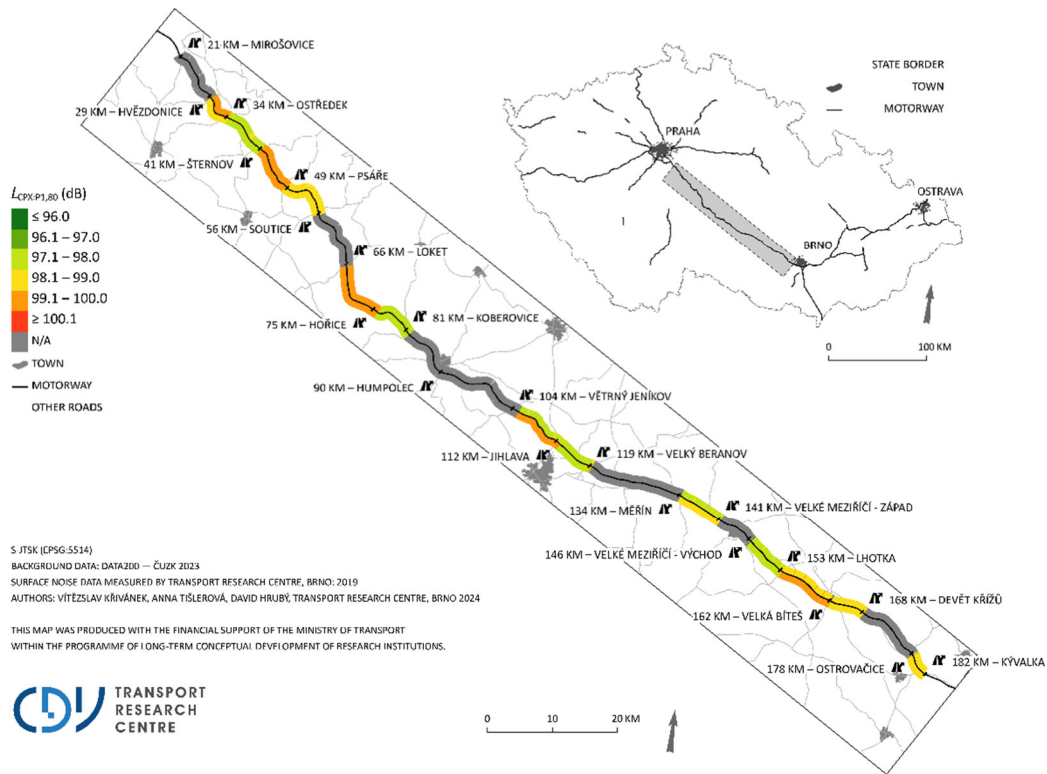 21 KM – MIROŠOVICE
29 KM – HVĚZDONICE
34 KM – OSTŘEDEK
41 KM – ŠTERNOV
49 KM – PSÁŘE
56 KM – SOUTICE
66 KM – LOKET
75 KM – HOŘICE
81 KM – KOBEROVICE
90 KM – HUMPOLEC
104 KM – VĚTRNÝ JENÍKOV
112 KM – JIHLAVA
119 KM – VELKÝ BERANOV
134 KM – MĚŘÍN
141 KM – VELKÉ MEZIŘÍČÍ - ZÁPAD
146 KM – VELKÉ MEZIŘÍČÍ - VÝCHOD
153 KM – LHOTKA
162 KM – VELKÁ BÍTEŠ
168 KM – DEVĚT KŘÍŽŮ
178 KM – OSTROVAČICE
182 KM – KÝVALKA
L CPX:P1,80 (dB)
≤ 96.0
96.1 – 97.0
97.1 – 98.0
98.1 – 99.0
99.1 – 100.0
≥ 100.1
N/A
TOWN
MOTORWAY
OTHER ROADS
STATE BORDER
TOWN
MOTORWAY
PRAHA
OSTRAVA
BRNO
1
0 100 KM
S JTSK (EPSG:5514)
BACKGROUND DATA: DATA200 — ČUZK 2023
SURFACE NOISE DATA MEASURED BY TRANSPORT RESEARCH CENTRE, BRNO: 2019
AUTHORS: VÍTĚZSLAV KŘIVÁNEK, ANNA TIŠLEROVÁ, DAVID HRUBÝ, TRANSPORT RESEARCH CENTRE, BRNO 2024
THIS MAP WAS PRODUCED WITH THE FINANCIAL SUPPORT OF THE MINISTRY OF TRANSPORT
WITHIN THE PROGRAMME OF LONG-TERM CONCEPTUAL DEVELOPMENT OF RESEARCH INSTITUTIONS.
CDV
TRANSPORT
RESEARCH
CENTRE
0 10 20 KM